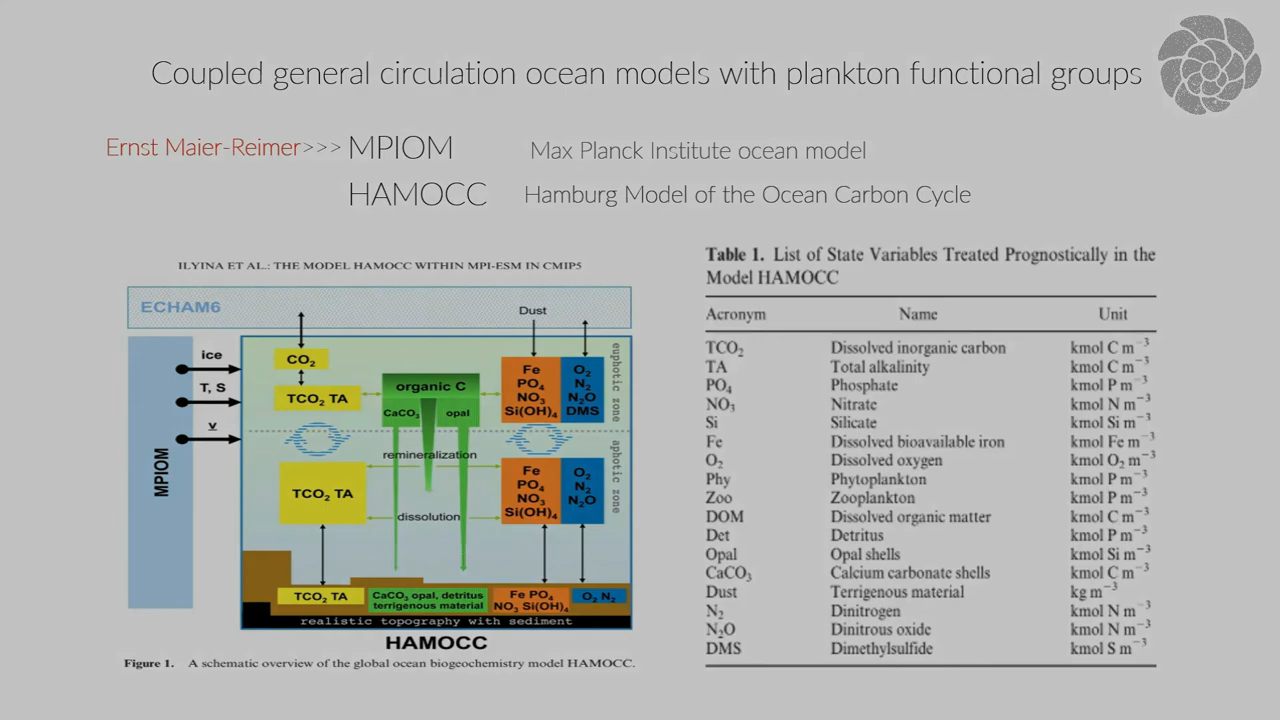 Coupled general circulation ocean models with plankton functional groups
Ernst Maier-Reimer>>> MPIOM Max Planck Institute ocean model
HAMOCC Hamburg Model of the Ocean Carbon Cycle
ILYINA ET AL.: THE MODEL HAMOCC WITHIN MPI-ESM IN CMIP5
ECHAM6
Dust
ice
T, S
v
MPIOM
CO₂
TCO₂ TA
organic C
CaCO₃ opal
Fe
PO₄
NO₃
Si(OH)₄
O₂
N₂
N₂O
DMS
euphotic zone
remineralization
TCO₂ TA
dissolution
Fe
PO₄
NO₃
Si(OH)₄
O₂
N₂
N₂O
aphotic zone
TCO₂ TA
CaCO₃ opal, detritus
terrigenous material
Fe PO₄
NO₃ Si(OH)₄
O₂ N₂
realistic topography with sediment
HAMOCC
Figure 1. A schematic overview of the global ocean biogeochemistry model HAMOCC.
Table 1. List of State Variables Treated Prognostically in the
Model HAMOCC
Acronym Name Unit
TCO₂ Dissolved inorganic carbon kmol C m⁻³
TA Total alkalinity kmol C m⁻³
PO₄ Phosphate kmol P m⁻³
NO₃ Nitrate kmol N m⁻³
Si Silicate kmol Si m⁻³
Fe Dissolved bioavailable iron kmol Fe m⁻³
O₂ Dissolved oxygen kmol O₂ m⁻³
Phy Phytoplankton kmol P m⁻³
Zoo Zooplankton kmol P m⁻³
DOM Dissolved organic matter kmol C m⁻³
Det Detritus kmol P m⁻³
Opal Opal shells kmol Si m⁻³
CaCO₃ Calcium carbonate shells kmol C m⁻³
Dust Terrigenous material kg m⁻³
N₂ Dinitrogen kmol N m⁻³
N₂O Dinitrous oxide kmol N m⁻³
DMS Dimethylsulfide kmol S m⁻³